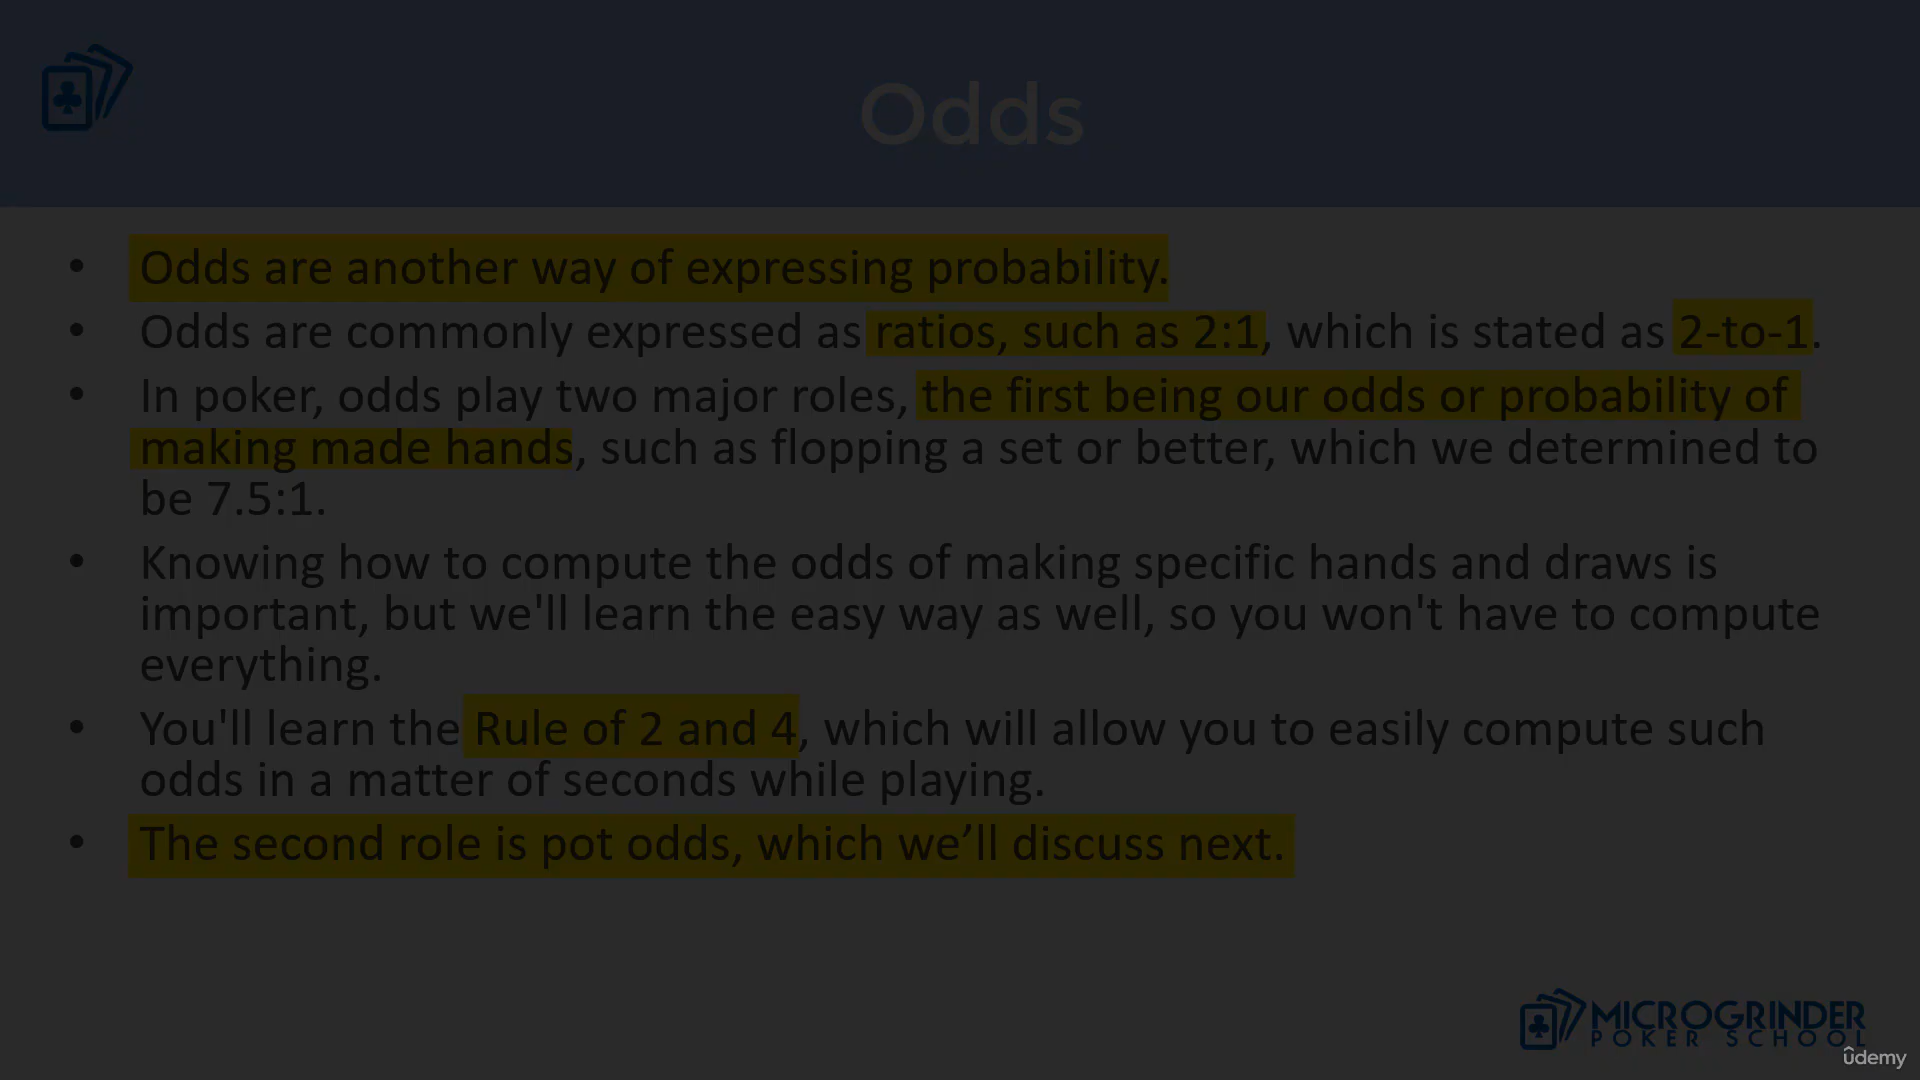 Odds
• Odds are another way of expressing probability.
• Odds are commonly expressed as ratios, such as 2:1, which is stated as 2-to-1.
• In poker, odds play two major roles, the first being our odds or probability of
making made hands, such as flopping a set or better, which we determined to
be 7.5:1.
• Knowing how to compute the odds of making specific hands and draws is
important, but we'll learn the easy way as well, so you won't have to compute
everything.
• You'll learn the Rule of 2 and 4, which will allow you to easily compute such
odds in a matter of seconds while playing.
• The second role is pot odds, which we’ll discuss next.
MICROGRINDER
POKER SCHOOL
ûdemy